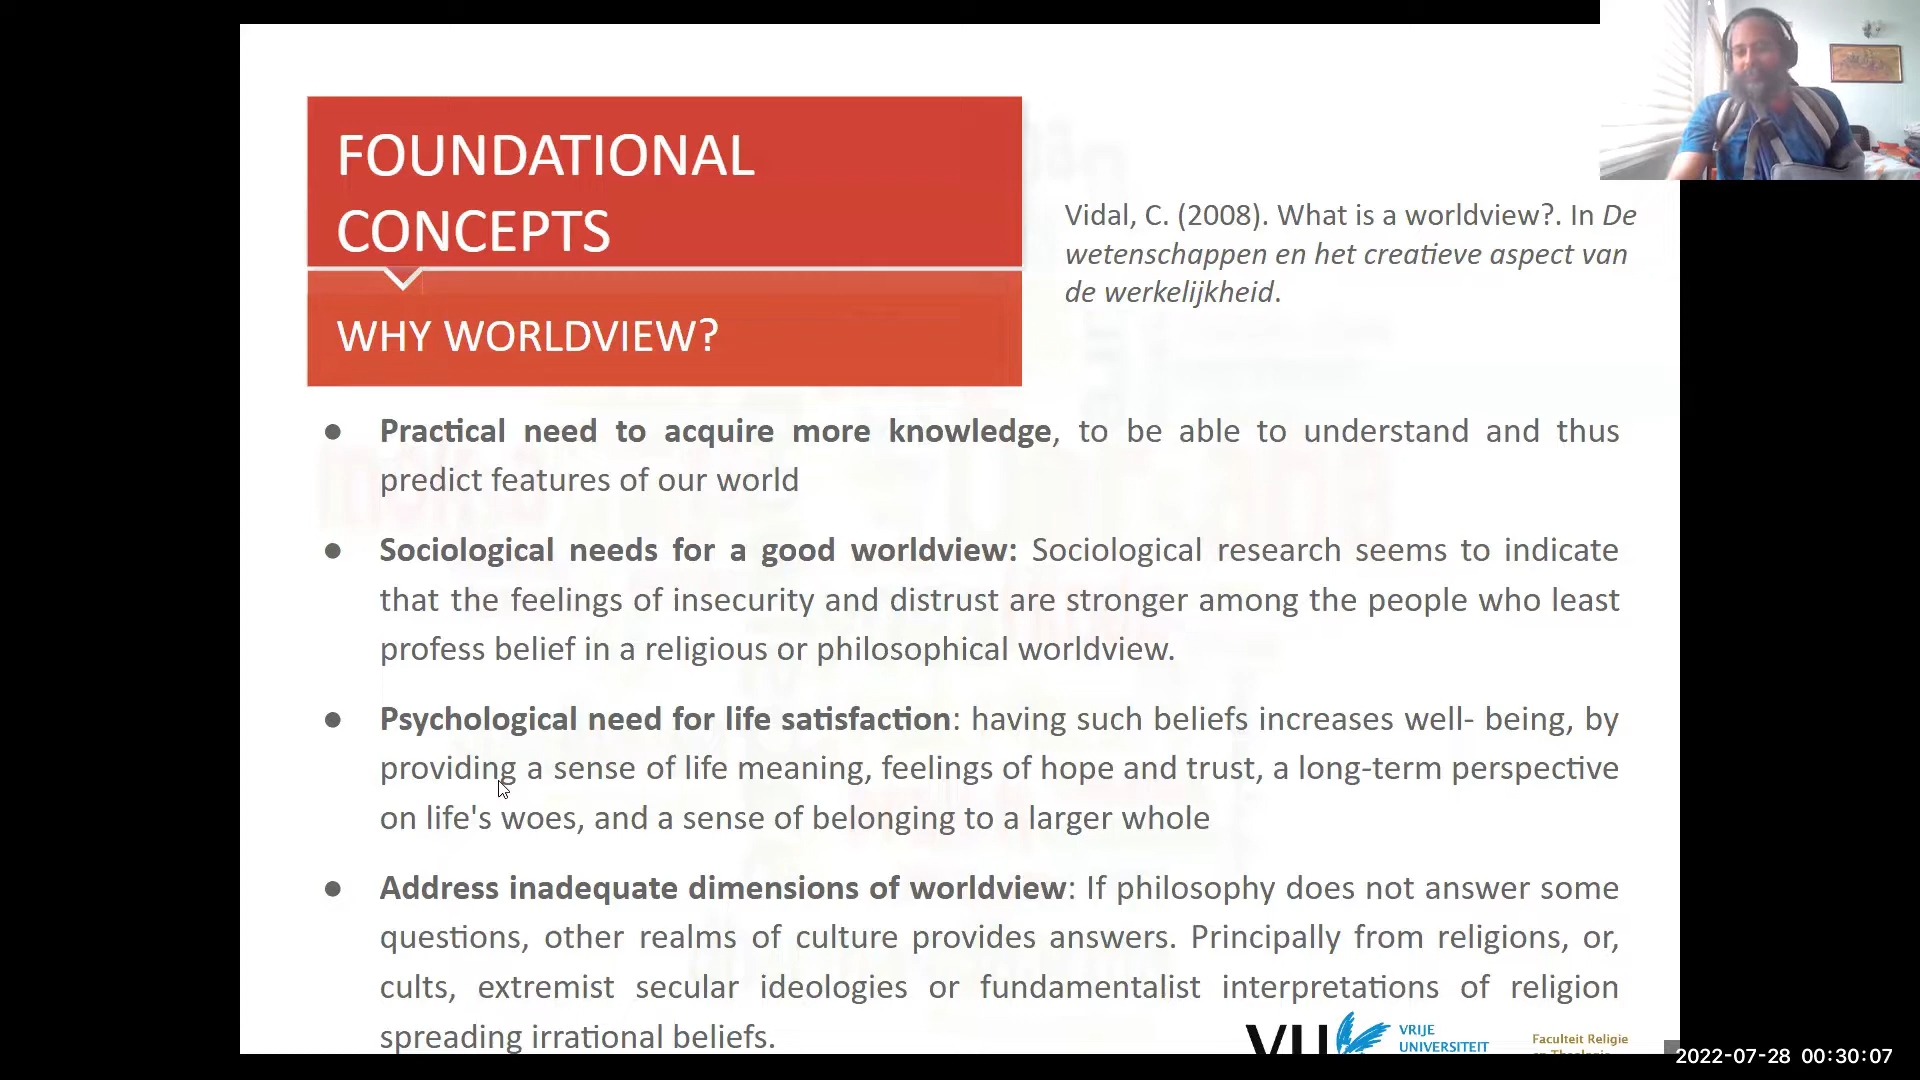 FOUNDATIONAL
CONCEPTS
WHY WORLDVIEW?
Vidal, C. (2008). What is a worldview?. In De
wetenschappen en het creatieve aspect van
de werkelijkheid.
● Practical need to acquire more knowledge, to be able to understand and thus
predict features of our world
● Sociological needs for a good worldview: Sociological research seems to indicate
that the feelings of insecurity and distrust are stronger among the people who least
profess belief in a religious or philosophical worldview.
● Psychological need for life satisfaction: having such beliefs increases well- being, by
providing a sense of life meaning, feelings of hope and trust, a long-term perspective
on life's woes, and a sense of belonging to a larger whole
● Address inadequate dimensions of worldview: If philosophy does not answer some
questions, other realms of culture provides answers. Principally from religions, or,
cults, extremist secular ideologies or fundamentalist interpretations of religion
spreading irrational beliefs.
VU
VRIJE
UNIVERSITEIT
Faculteit Religie
2022-07-28 00:30:07